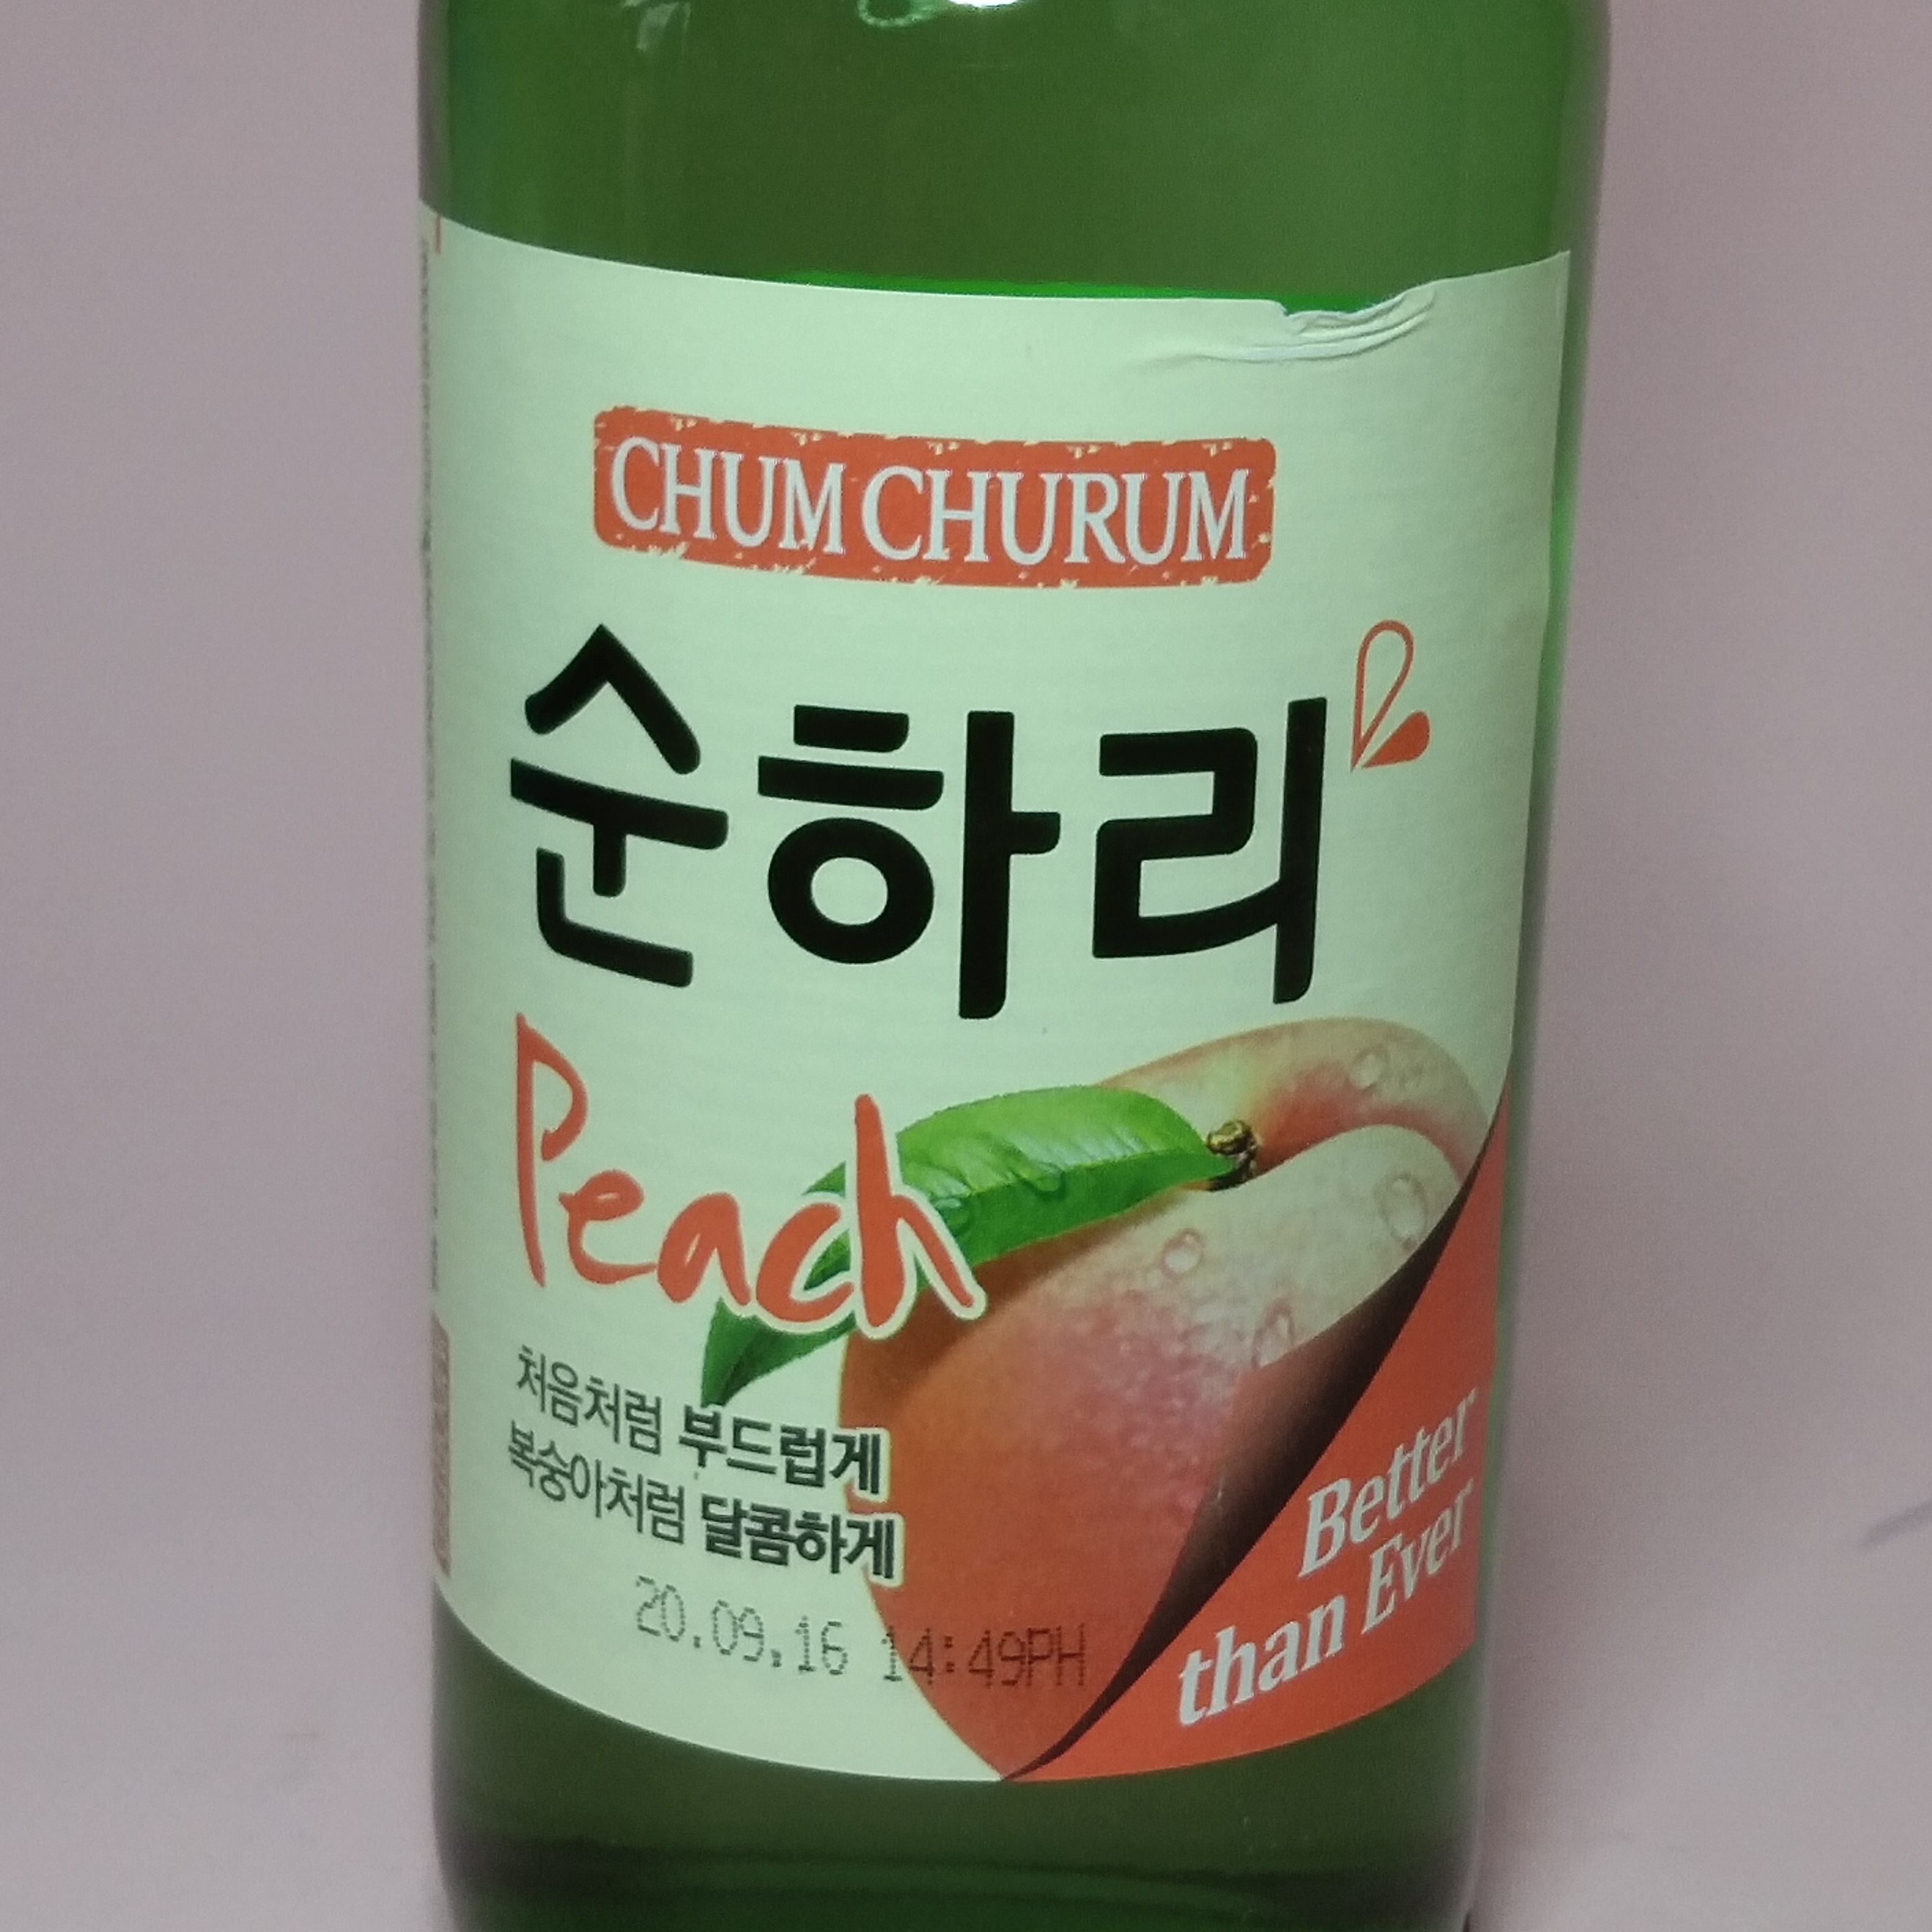 CHUM CHURUM
순하리
Peach
처음처럼 부드럽게
복숭아처럼 달콤하게
20.09.16 14:49PH
Better
than Ever